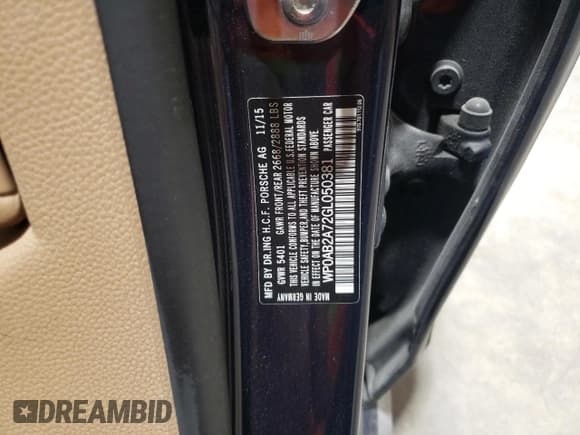 MFD BY DR.ING H.C.F. PORSCHE AG 11/15
GVWR 5401 GAWR FRONT/REAR 2668/2888 LBS
THIS VEHICLE CONFORMS TO ALL APPLICABLE U.S.FEDERAL MOTOR
VEHICLE SAFETY,BUMPER,AND THEFT PREVENTION STANDARDS
IN EFFECT ON THE DATE OF MANUFACTURE SHOWN ABOVE.
WP0AB2A72GL050381 PASSENGER CAR
MADE IN GERMANY
DREAMBID